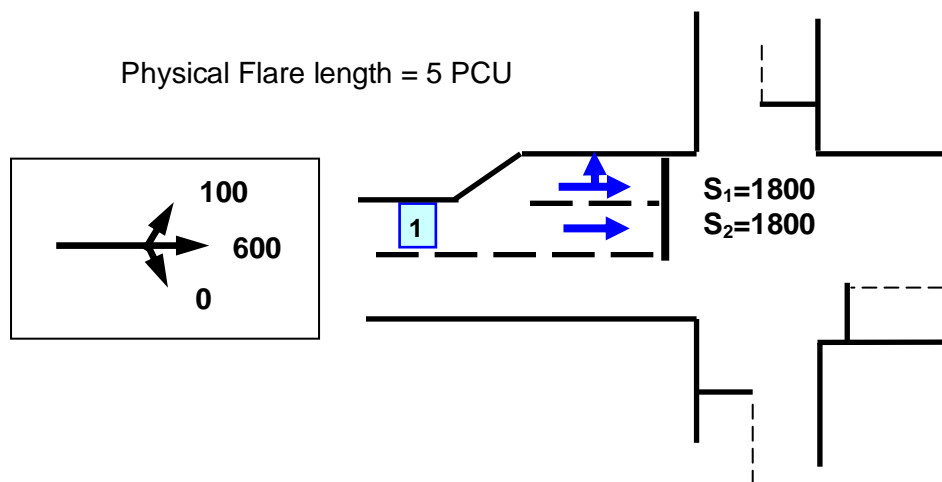 Physical Flare length = 5 PCU
100
600
0
1
S₁=1800
S₂=1800